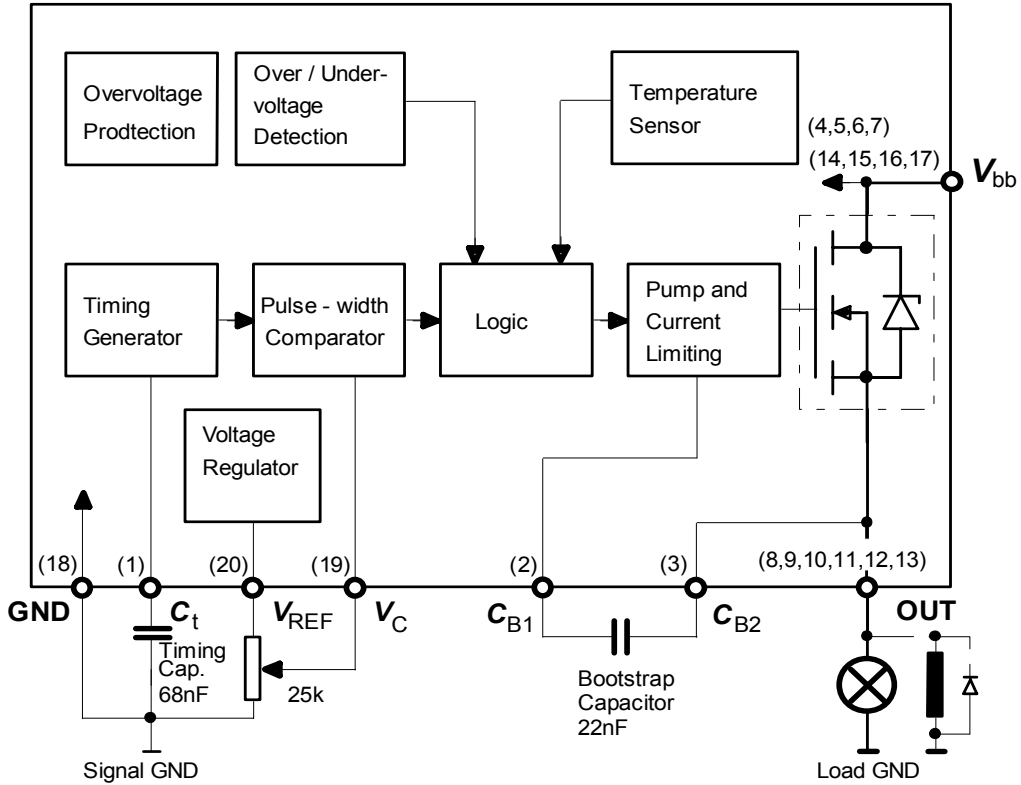 Overvoltage
Prodtection
Over / Under-
voltage
Detection
Temperature
Sensor
(4,5,6,7)
(14,15,16,17)
Vbb
Timing
Generator
Pulse - width
Comparator
Logic
Pump and
Current
Limiting
Voltage
Regulator
(18)
(1)
(20)
(19)
(2)
(3)
(8,9,10,11,12,13)
GND
Ct
VREF
VC
CB1
CB2
OUT
Timing
Cap.
68nF
25k
Bootstrap
Capacitor
22nF
Signal GND
Load GND